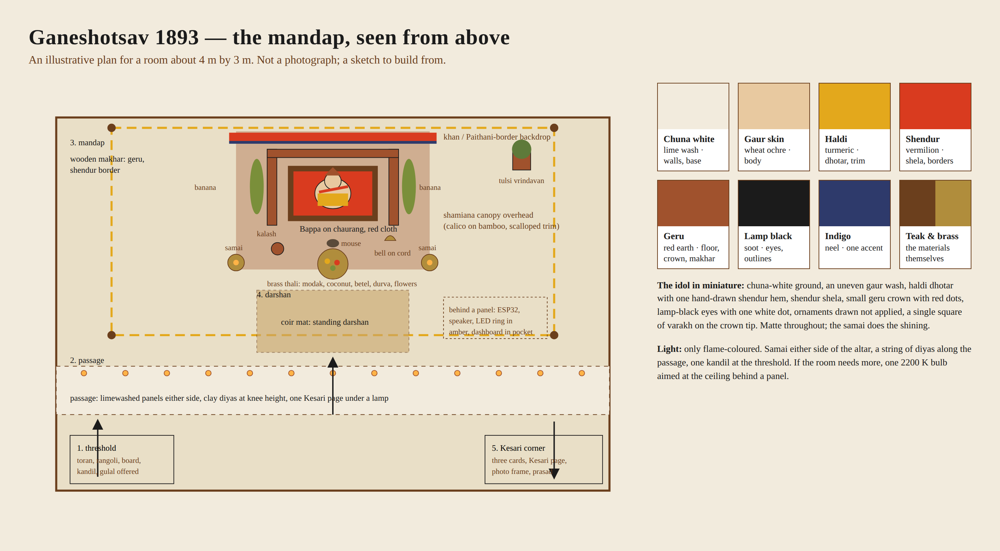 Ganeshotsav 1893 — the mandap, seen from above
An illustrative plan for a room about 4 m by 3 m. Not a photograph; a sketch to build from.
3. mandap
wooden makhar: geru,
shendur border
khan / Paithani-border backdrop
tulsi vrindavan
banana
banana
shamiana canopy overhead
(calico on bamboo, scalloped trim)
Bappa on chaurang, red cloth
kalash
mouse
samai
samai
bell on cord
brass thali: modak, coconut, betel, durva, flowers
4. darshan
coir mat: standing darshan
behind a panel: ESP32,
speaker, LED ring in
amber, dashboard in pocket
2. passage
passage: limewashed panels either side, clay diyas at knee height, one Kesari page under a lamp
1. threshold
toran, rangoli, board,
kandil, gulal offered
5. Kesari corner
three cards, Kesari page,
photo frame, prasad
Chuna white
lime wash ·
walls, base
Gaur skin
wheat ochre ·
body
Haldi
turmeric ·
dhotar, trim
Shendur
vermilion ·
shela, borders
Geru
red earth · floor,
crown, makhar
Lamp black
soot · eyes,
outlines
Indigo
neel · one accent
Teak & brass
the materials
themselves
The idol in miniature: chuna-white ground, an uneven gaur wash, haldi dhotar
with one hand-drawn shendur hem, shendur shela, small geru crown with red dots,
lamp-black eyes with one white dot, ornaments drawn not applied, a single square
of varakh on the crown tip. Matte throughout; the samai does the shining.
Light: only flame-coloured. Samai either side of the altar, a string of diyas along the
passage, one kandil at the threshold. If the room needs more, one 2200 K bulb
aimed at the ceiling behind a panel.